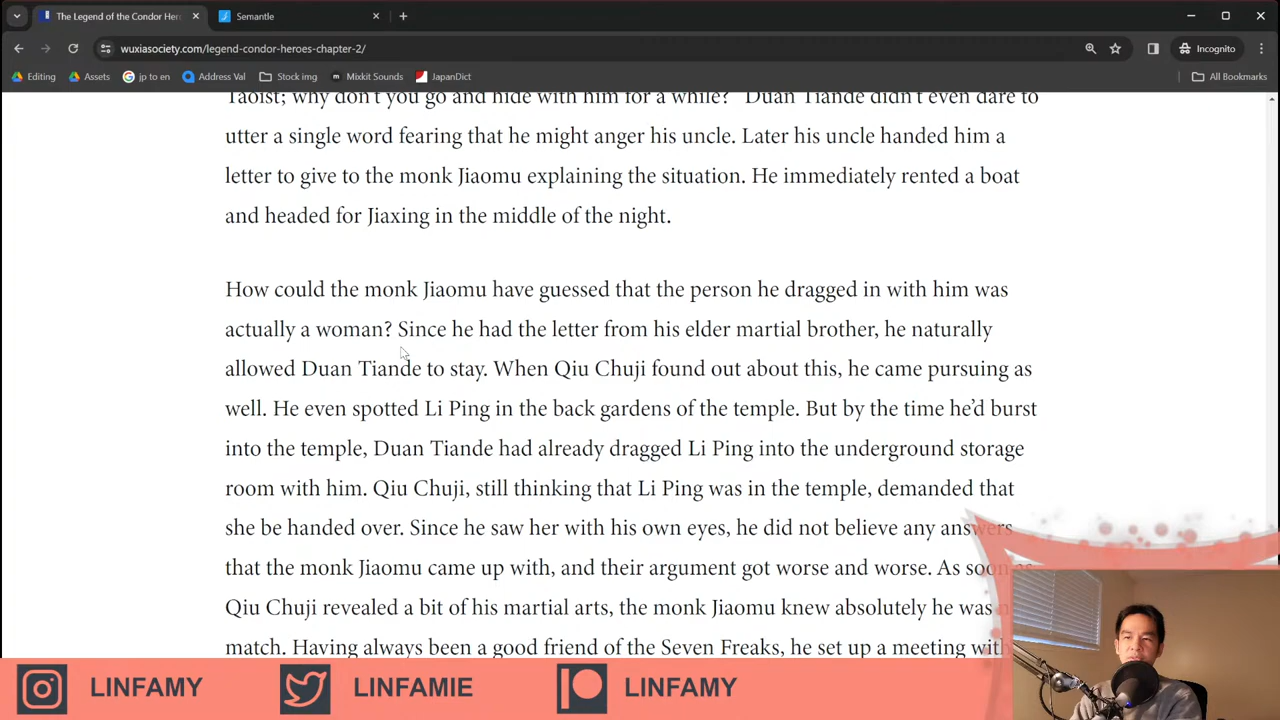 The Legend of the Condor Her
Semantle
wuxiasociety.com/legend-condor-heroes-chapter-2/
Incognito
Editing
Assets
jp to en
Address Val
Stock img
Mixkit Sounds
JapanDict
All Bookmarks
Taoist; why don't you go and hide with him for a while?" Duan Tiande didn't even dare to
utter a single word fearing that he might anger his uncle. Later his uncle handed him a
letter to give to the monk Jiaomu explaining the situation. He immediately rented a boat
and headed for Jiaxing in the middle of the night.
How could the monk Jiaomu have guessed that the person he dragged in with him was
actually a woman? Since he had the letter from his elder martial brother, he naturally
allowed Duan Tiande to stay. When Qiu Chuji found out about this, he came pursuing as
well. He even spotted Li Ping in the back gardens of the temple. But by the time he'd burst
into the temple, Duan Tiande had already dragged Li Ping into the underground storage
room with him. Qiu Chuji, still thinking that Li Ping was in the temple, demanded that
she be handed over. Since he saw her with his own eyes, he did not believe any answers
that the monk Jiaomu came up with, and their argument got worse and worse. As soon as
Qiu Chuji revealed a bit of his martial arts, the monk Jiaomu knew absolutely he was
match. Having always been a good friend of the Seven Freaks, he set up a meeting with
LINFAMY
LINFAMIE
LINFAMY